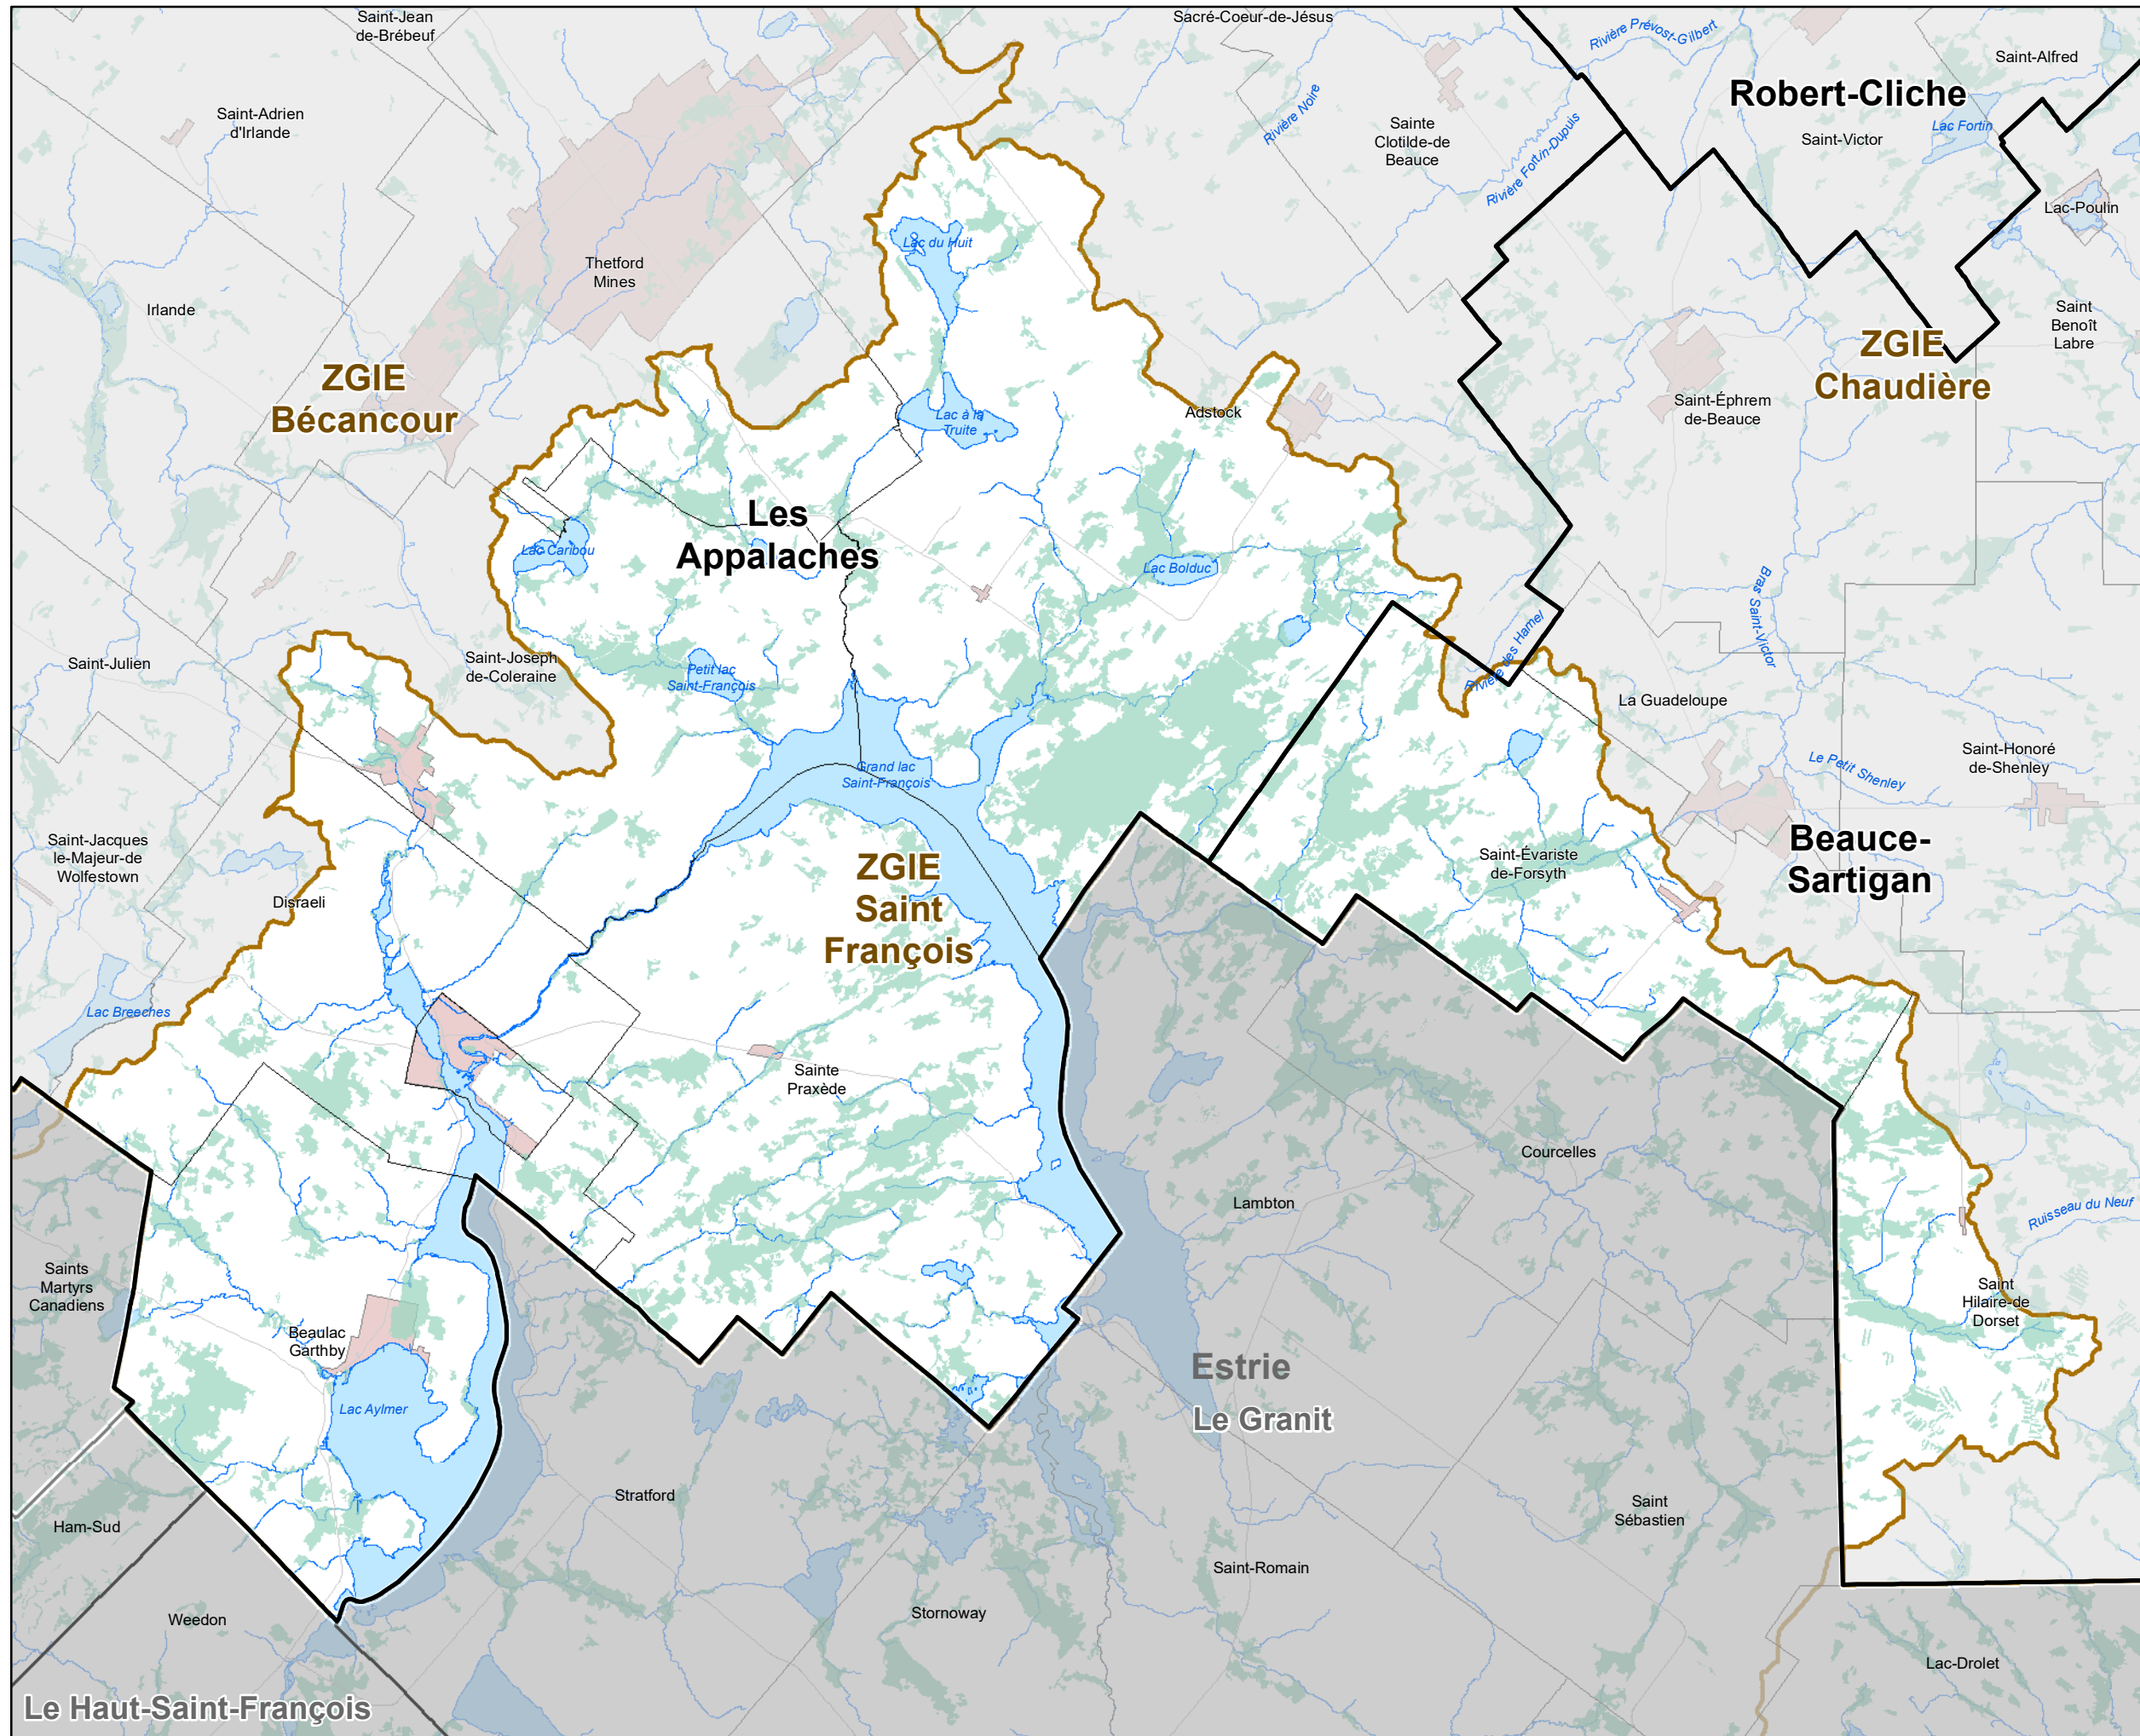 Saint-Jean
de-Brébeuf
Sacré-Coeur-de-Jésus
Rivière Prévost-Gilbert
Saint-Alfred
Robert-Cliche
Saint-Adrien
d'Irlande
Rivière Noire
Sainte
Clotilde-de
Beauce
Rivière Fortin-Dupuis
Saint-Victor
Lac Fortin
Lac-Poulin
Lac du Huit
Thetford
Mines
Irlande
Saint
Benoît
Labre
ZGIE
Chaudière
ZGIE
Bécancour
Saint-Éphrem
de-Beauce
Adstock
Lac à la
Truite
Les
Appalaches
Lac Caribou
Lac Bolduc
Bras Saint-Victor
Rivière des Hamel
Saint-Julien
Saint-Joseph
de-Coleraine
Petit lac
Saint-François
La Guadeloupe
Saint-Honoré
de-Shenley
Le Petit Shenley
Grand lac
Saint-François
Saint-Jacques
le-Majeur-de
Wolfestown
Beauce-
Sartigan
Saint-Évariste
de-Forsyth
ZGIE
Saint
François
Disraeli
Lac Breeches
Sainte
Praxède
Courcelles
Lambton
Ruisseau du Neuf
Saints
Martyrs
Canadiens
Saint
Hilaire-de
Dorset
Beaulac
Garthby
Estrie
Le Granit
Lac Aylmer
Stratford
Saint
Sébastien
Ham-Sud
Saint-Romain
Weedon
Stornoway
Lac-Drolet
Le Haut-Saint-François